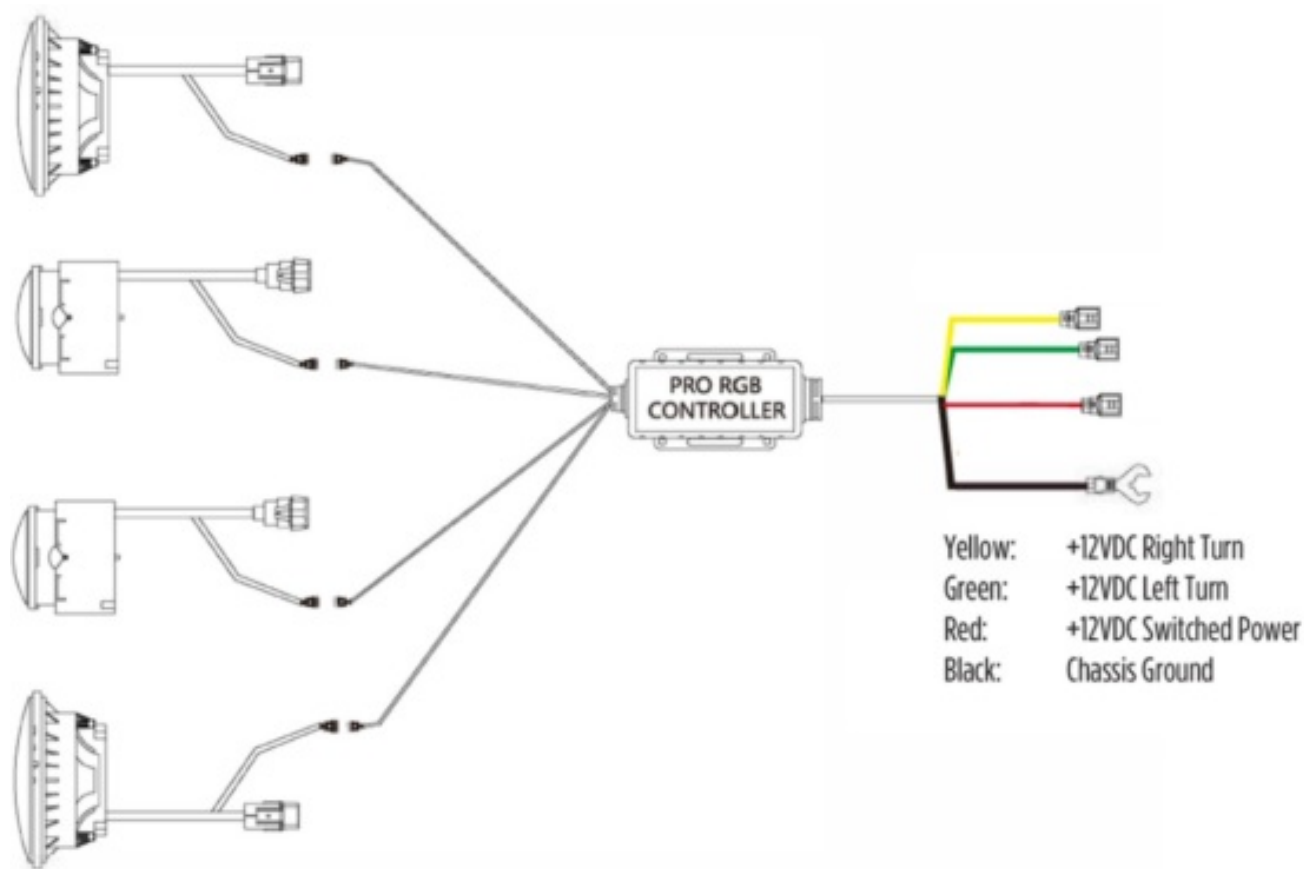 PRO RGB
CONTROLLER
Yellow: +12VDC Right Turn
Green: +12VDC Left Turn
Red: +12VDC Switched Power
Black: Chassis Ground